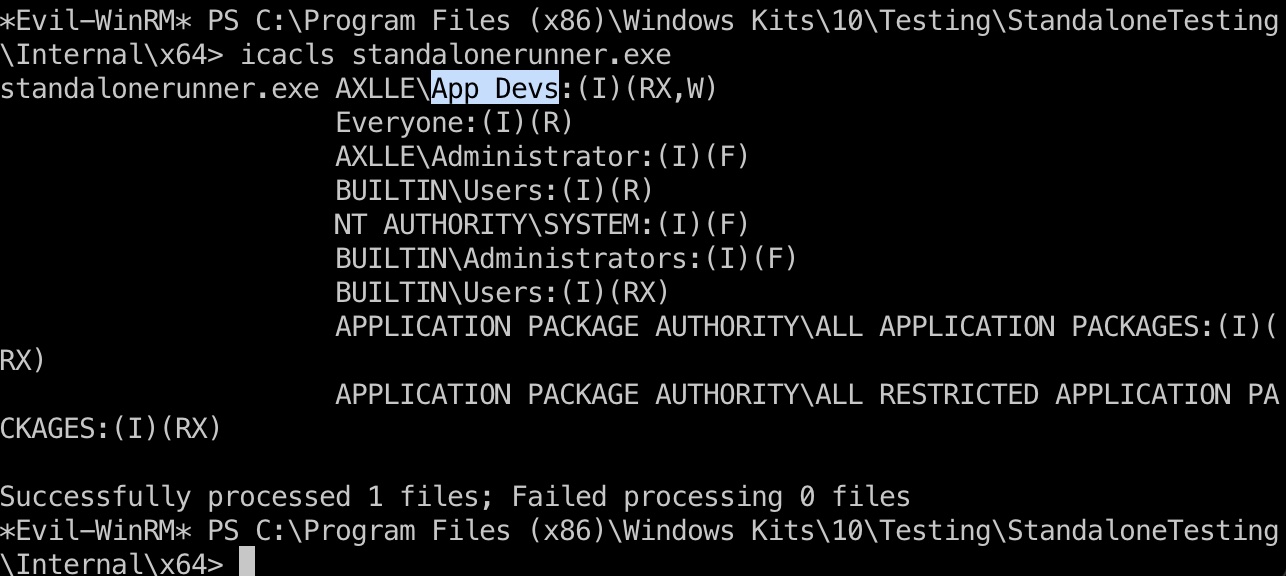 *Evil-WinRM* PS C:\Program Files (x86)\Windows Kits\10\Testing\StandaloneTesting
\Internal\x64> icacls standalonerunner.exe
standalonerunner.exe AXLLE\App Devs:(I)(RX,W)
Everyone:(I)(R)
AXLLE\Administrator:(I)(F)
BUILTIN\Users:(I)(R)
NT AUTHORITY\SYSTEM:(I)(F)
BUILTIN\Administrators:(I)(F)
BUILTIN\Users:(I)(RX)
APPLICATION PACKAGE AUTHORITY\ALL APPLICATION PACKAGES:(I)(
RX)
APPLICATION PACKAGE AUTHORITY\ALL RESTRICTED APPLICATION PA
CKAGES:(I)(RX)
Successfully processed 1 files; Failed processing 0 files
*Evil-WinRM* PS C:\Program Files (x86)\Windows Kits\10\Testing\StandaloneTesting
\Internal\x64>